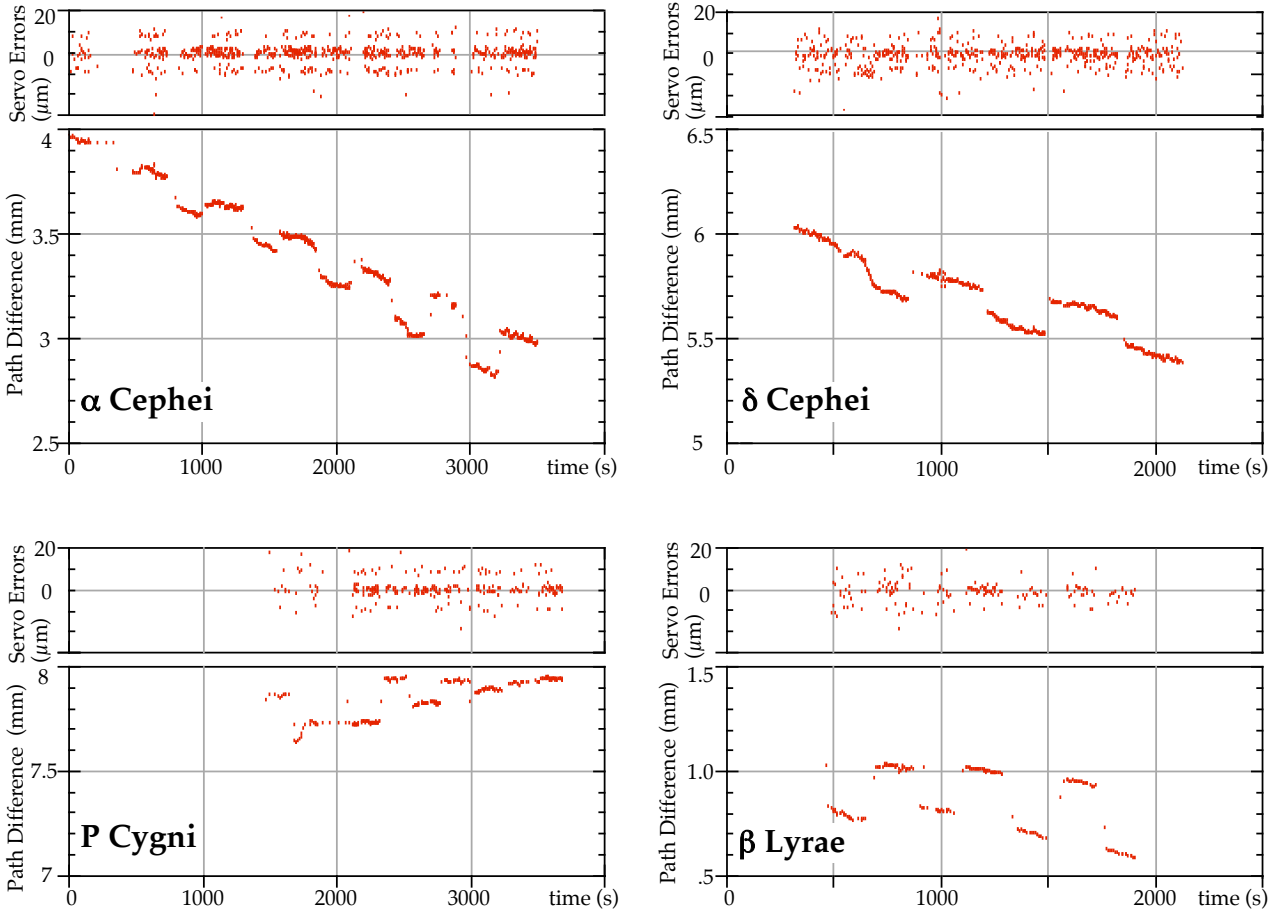 Servo Errors
(μm)
20
0
Path Difference (mm)
4
3.5
3
2.5
α Cephei
0
1000
2000
3000
time (s)
Servo Errors
(μm)
20
0
Path Difference (mm)
6.5
6
5.5
5
δ Cephei
0
1000
2000
time (s)
Servo Errors
(μm)
20
0
Path Difference (mm)
8
7.5
7
P Cygni
0
1000
2000
3000
time (s)
Servo Errors
(μm)
20
0
Path Difference (mm)
1.5
1.0
.5
β Lyrae
0
1000
2000
time (s)